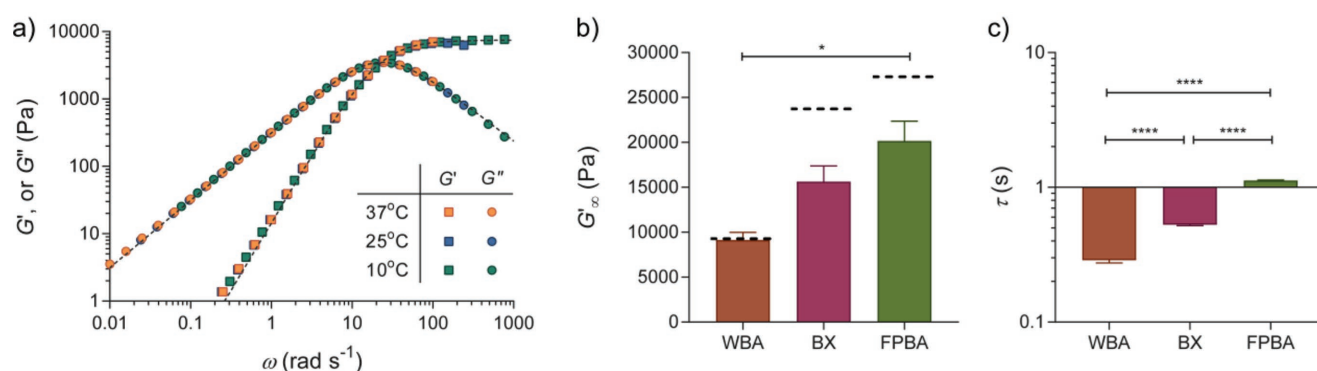 a)
G', or G" (Pa)
10000
1000
100
10
1
0.01
0.1
1
10
100
1000
ω (rad s⁻¹)
G' G"
37°C
25°C
10°C
b)
G'∞ (Pa)
30000
25000
20000
15000
10000
5000
0
*
WBA BX FPBA
c)
τ (s)
10
1
0.1
****
**** ****
WBA BX FPBA